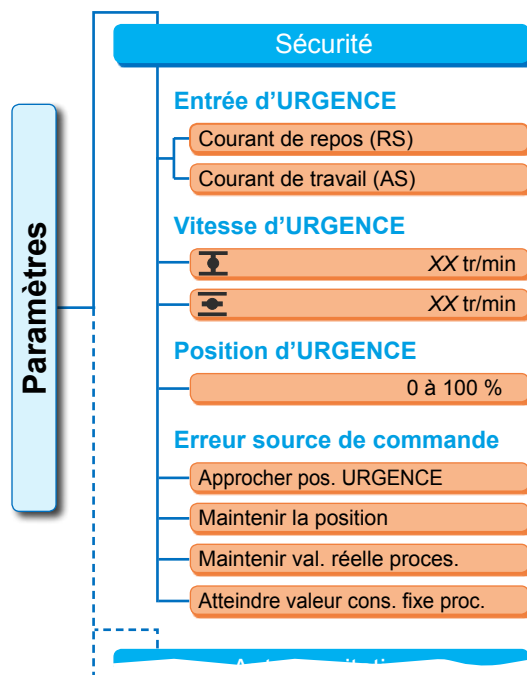 Paramètres
Sécurité
Entrée d’URGENCE
Courant de repos (RS)
Courant de travail (AS)
Vitesse d’URGENCE
XX tr/min
XX tr/min
Position d’URGENCE
0 à 100 %
Erreur source de commande
Approcher pos. URGENCE
Maintenir la position
Maintenir val. réelle proces.
Atteindre valeur cons. fixe proc.